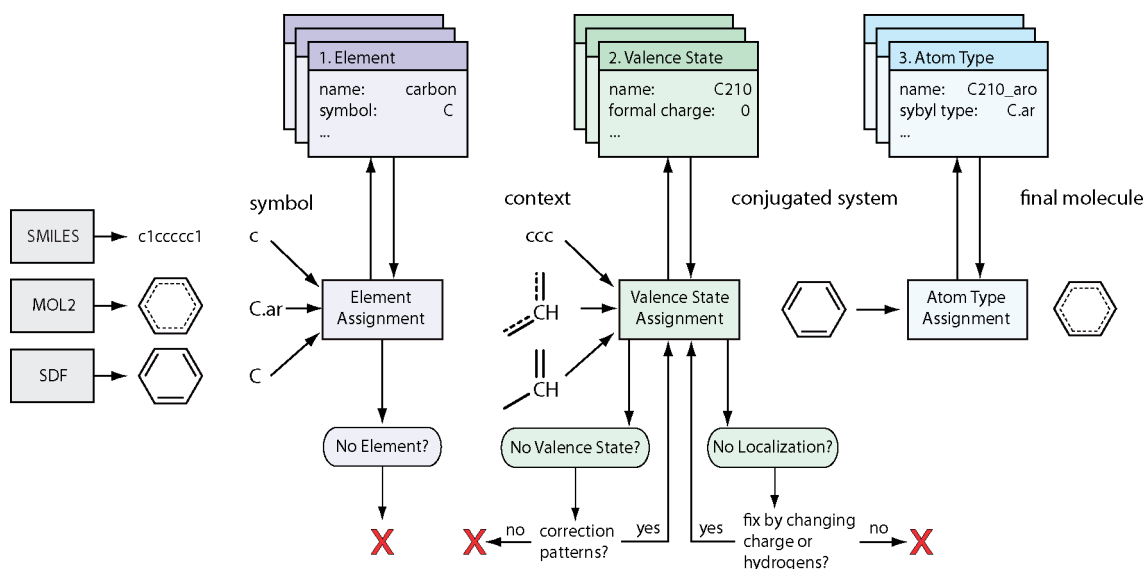 1. Element
name: carbon
symbol: C
...
2. Valence State
name: C210
formal charge: 0
...
3. Atom Type
name: C210_aro
sybyl type: C.ar
...
symbol
context
conjugated system
final molecule
SMILES
c1ccccc1
c
ccc
MOL2
C.ar
Element
Assignment
CH
Valence State
Assignment
Atom Type
Assignment
SDF
C
CH
No Element?
No Valence State?
No Localization?
X
X
no
correction
patterns?
yes
yes
fix by changing
charge or
hydrogens?
no
X